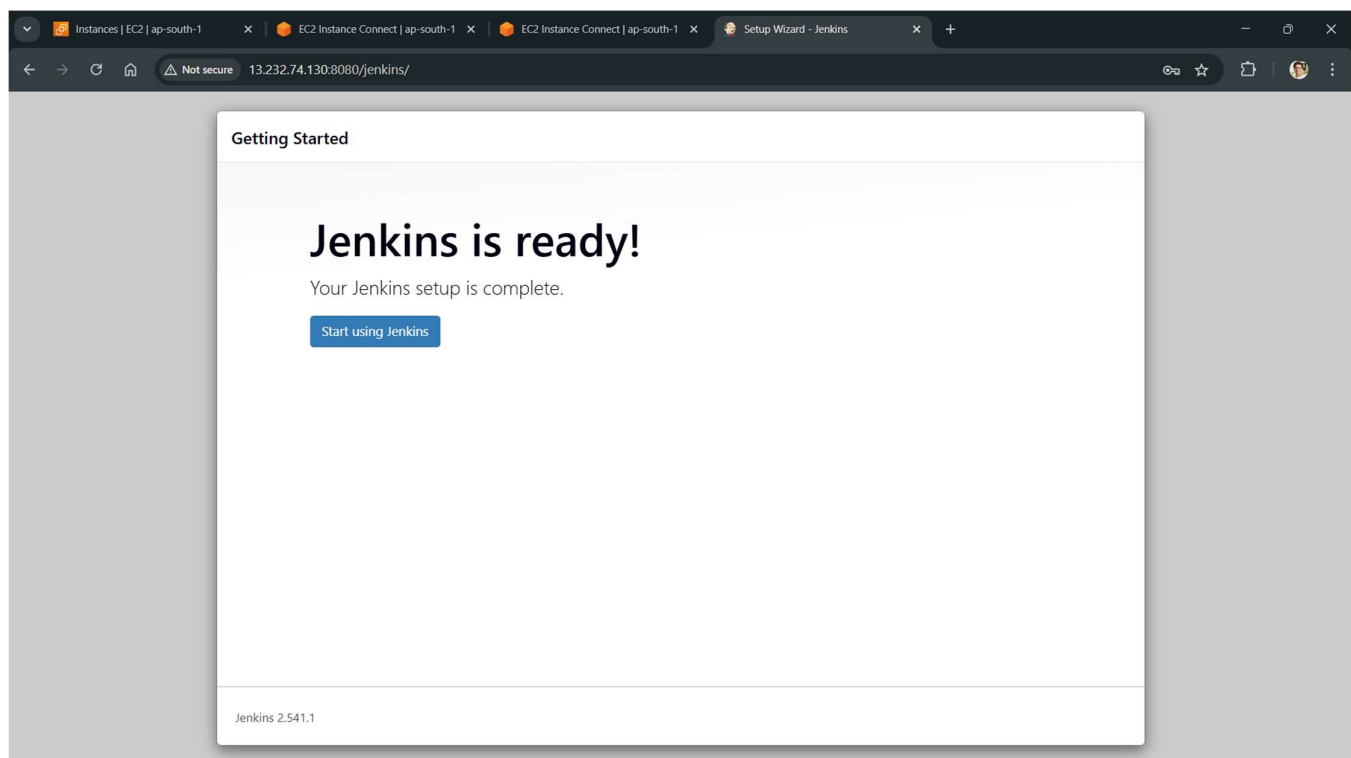 Instances | EC2 | ap-south-1
EC2 Instance Connect | ap-south-1
EC2 Instance Connect | ap-south-1
Setup Wizard - Jenkins
Not secure
13.232.74.130:8080/jenkins/
Getting Started
Jenkins is ready!
Your Jenkins setup is complete.
Start using Jenkins
Jenkins 2.541.1